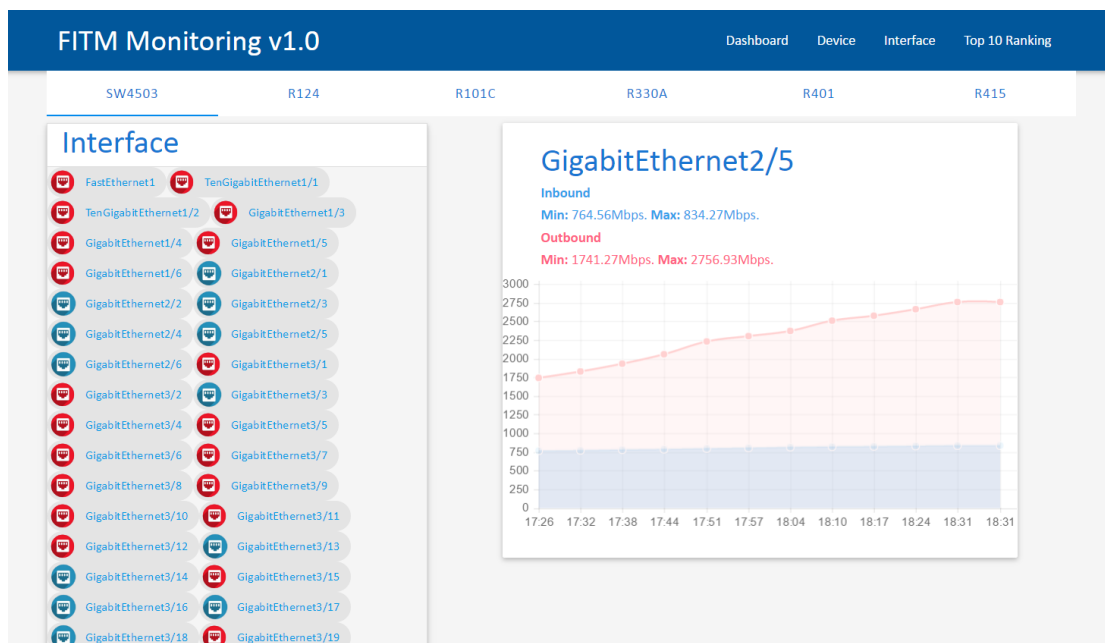 FITM Monitoring v1.0
Dashboard Device Interface Top 10 Ranking
SW4503 R124 R101C R330A R401 R415
Interface
FastEthernet1 TenGigabitEthernet1/1
TenGigabitEthernet1/2 GigabitEthernet1/3
GigabitEthernet1/4 GigabitEthernet1/5
GigabitEthernet1/6 GigabitEthernet2/1
GigabitEthernet2/2 GigabitEthernet2/3
GigabitEthernet2/4 GigabitEthernet2/5
GigabitEthernet2/6 GigabitEthernet3/1
GigabitEthernet3/2 GigabitEthernet3/3
GigabitEthernet3/4 GigabitEthernet3/5
GigabitEthernet3/6 GigabitEthernet3/7
GigabitEthernet3/8 GigabitEthernet3/9
GigabitEthernet3/10 GigabitEthernet3/11
GigabitEthernet3/12 GigabitEthernet3/13
GigabitEthernet3/14 GigabitEthernet3/15
GigabitEthernet3/16 GigabitEthernet3/17
GigabitEthernet3/18 GigabitEthernet3/19
GigabitEthernet2/5
Inbound
Min: 764.56Mbps. Max: 834.27Mbps.
Outbound
Min: 1741.27Mbps. Max: 2756.93Mbps.
3000
2750
2500
2250
2000
1750
1500
1250
1000
750
500
250
0
17:26 17:32 17:38 17:44 17:51 17:57 18:04 18:10 18:17 18:24 18:31 18:31